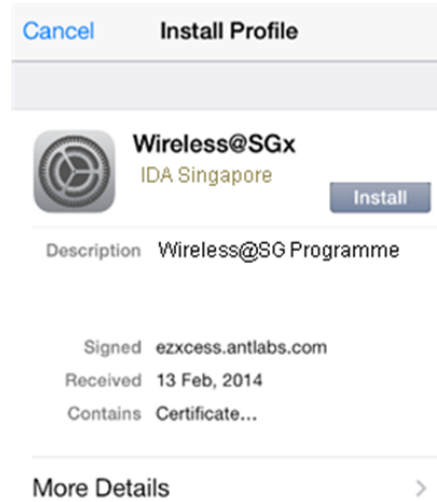 Cancel Install Profile
Wireless@SGx
IDA Singapore
Install
Description Wireless@SG Programme
Signed ezxcess.antlabs.com
Received 13 Feb, 2014
Contains Certificate...
More Details